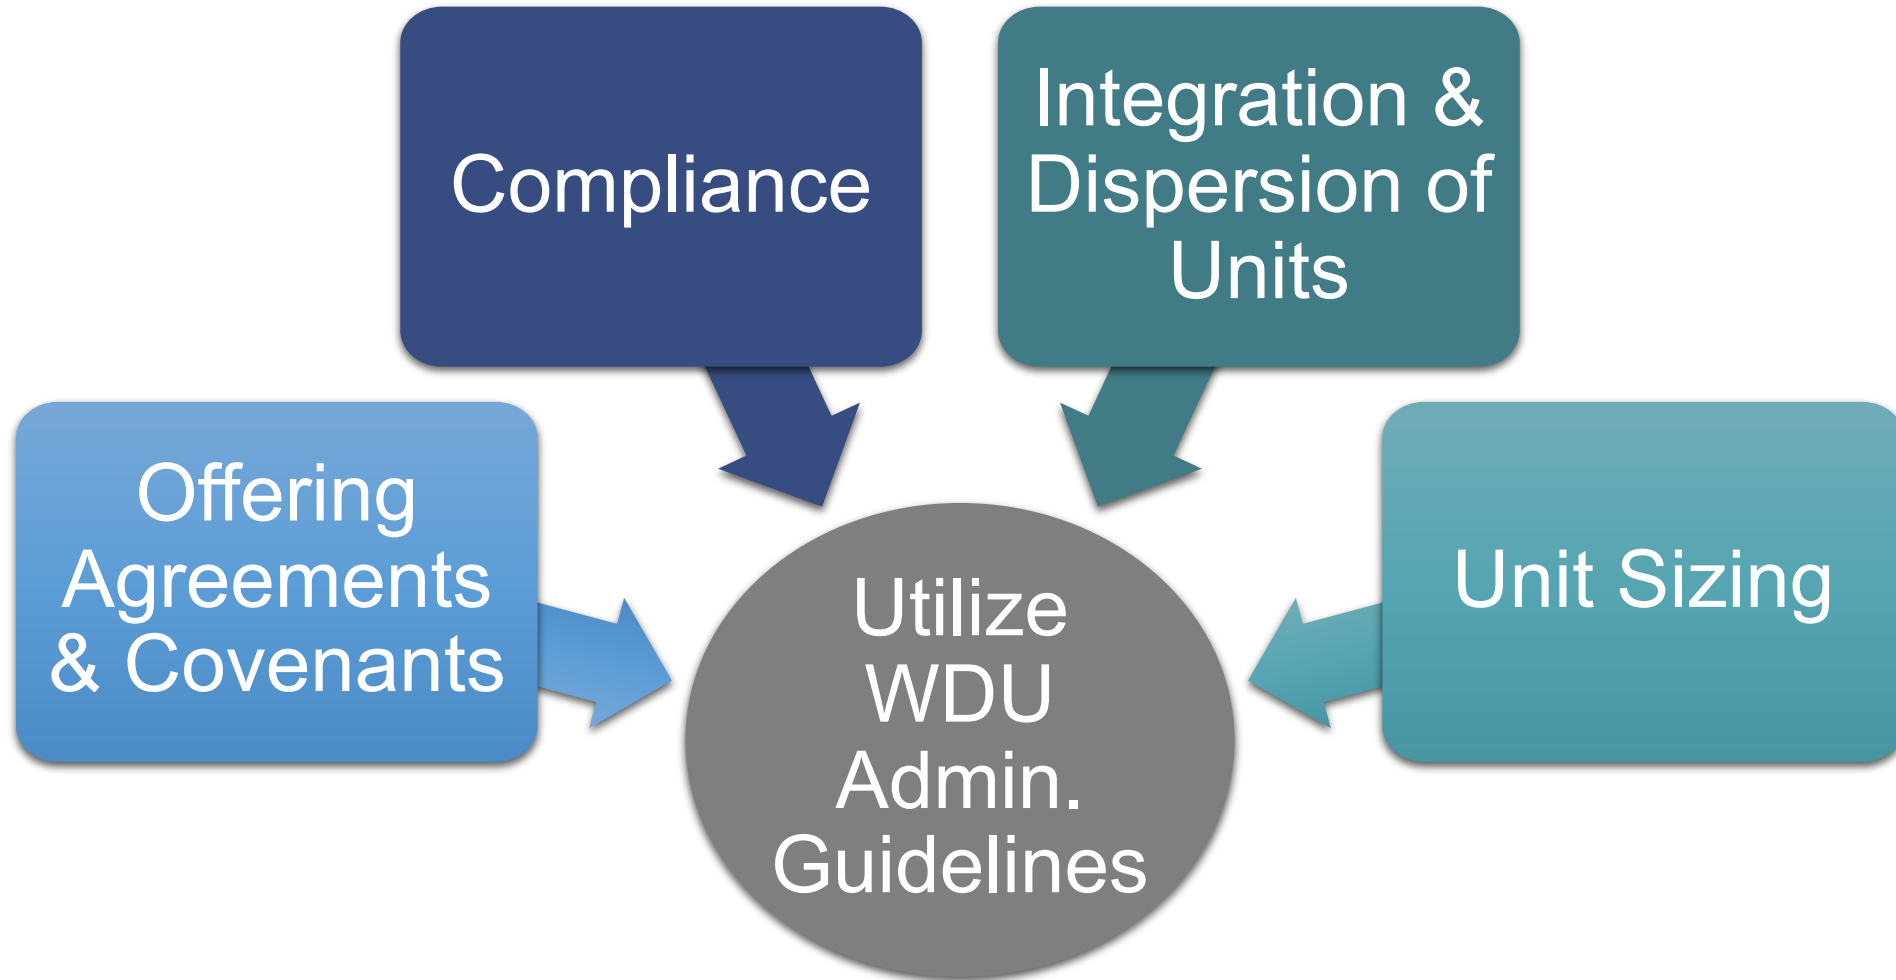 Compliance
Integration &
Dispersion of
Units
Offering
Agreements
& Covenants
Unit Sizing
Utilize
WDU
Admin.
Guidelines